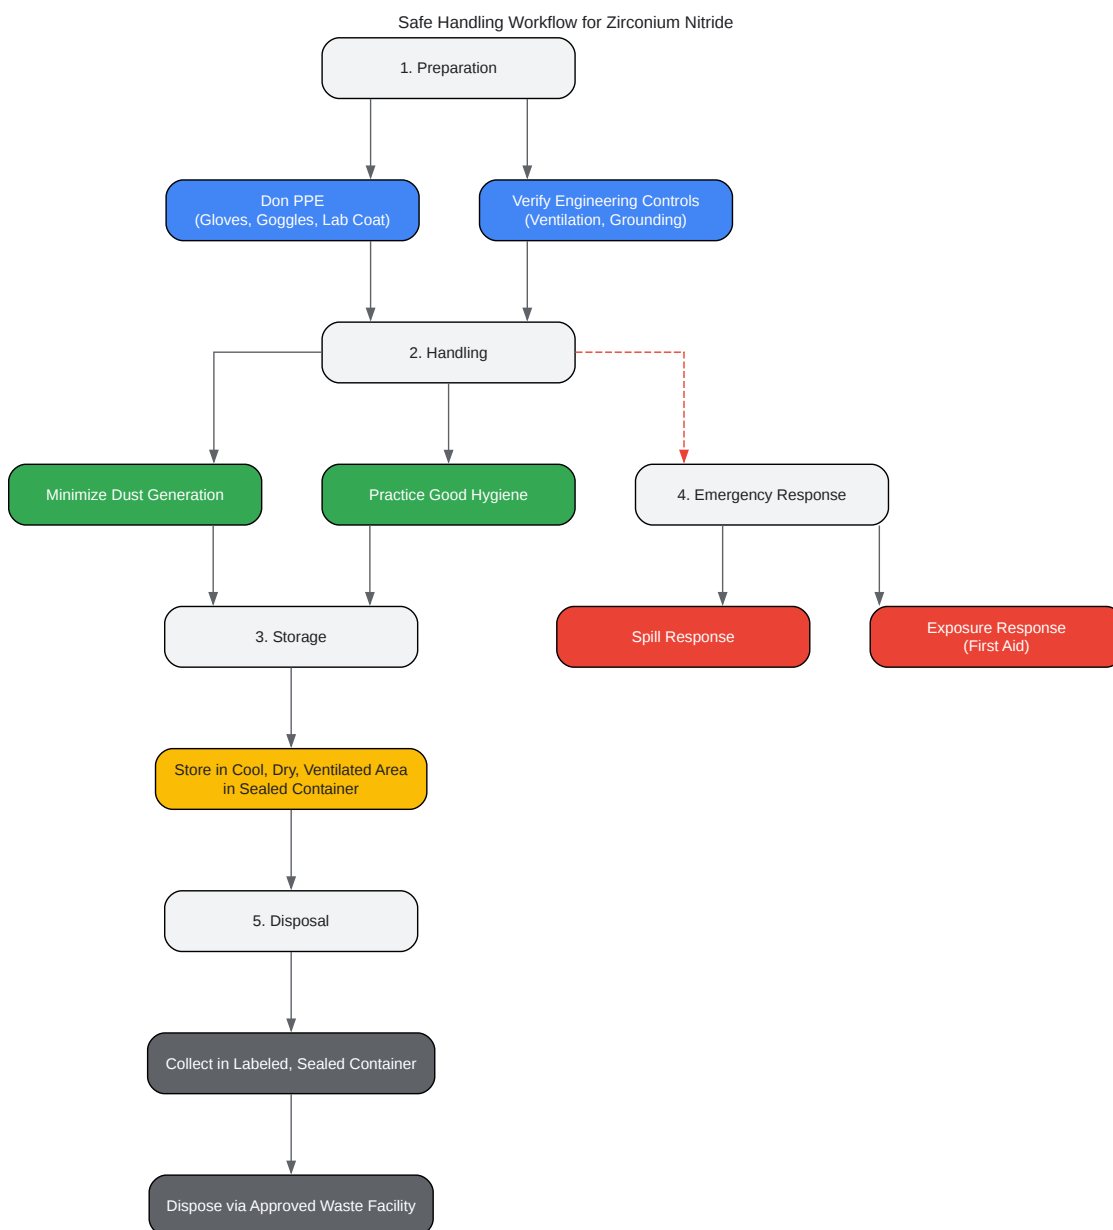 Safe Handling Workflow for Zirconium Nitride
1. Preparation
Don PPE
(Gloves, Goggles, Lab Coat)
Verify Engineering Controls
(Ventilation, Grounding)
2. Handling
Minimize Dust Generation
Practice Good Hygiene
4. Emergency Response
3. Storage
Spill Response
Exposure Response
(First Aid)
Store in Cool, Dry, Ventilated Area
in Sealed Container
5. Disposal
Collect in Labeled, Sealed Container
Dispose via Approved Waste Facility